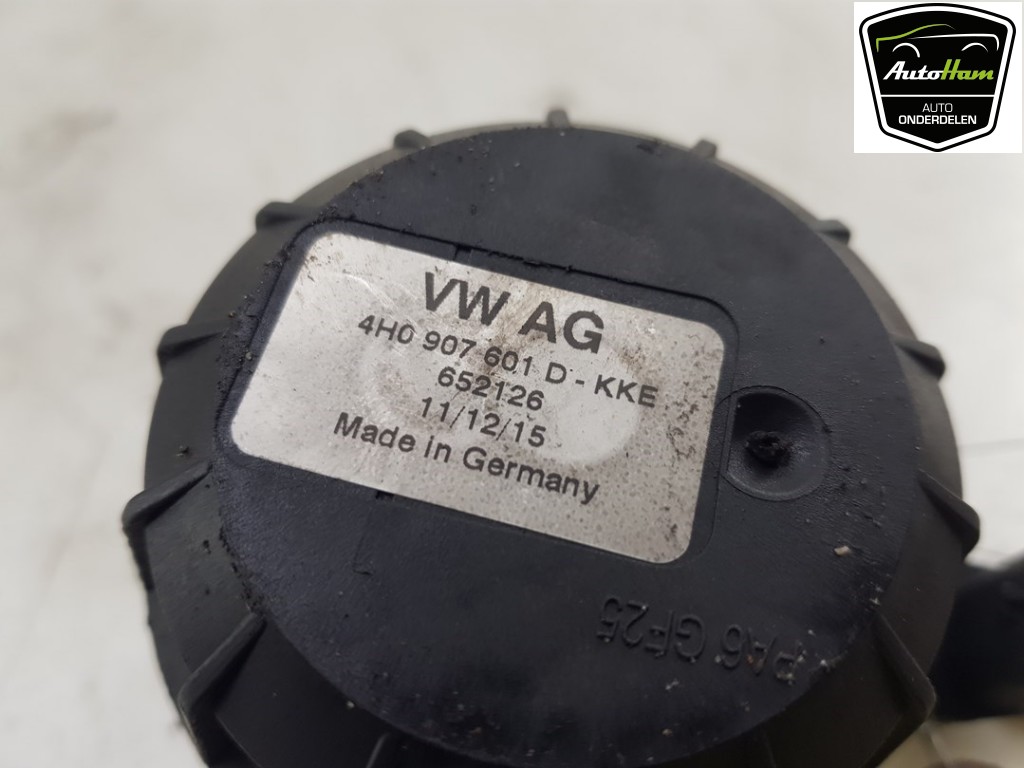 AutoHam
AUTO
ONDERDELEN
VW AG
4H0 907 601 D - KKE
652126
11/12/15
Made in Germany
PA6 GF25